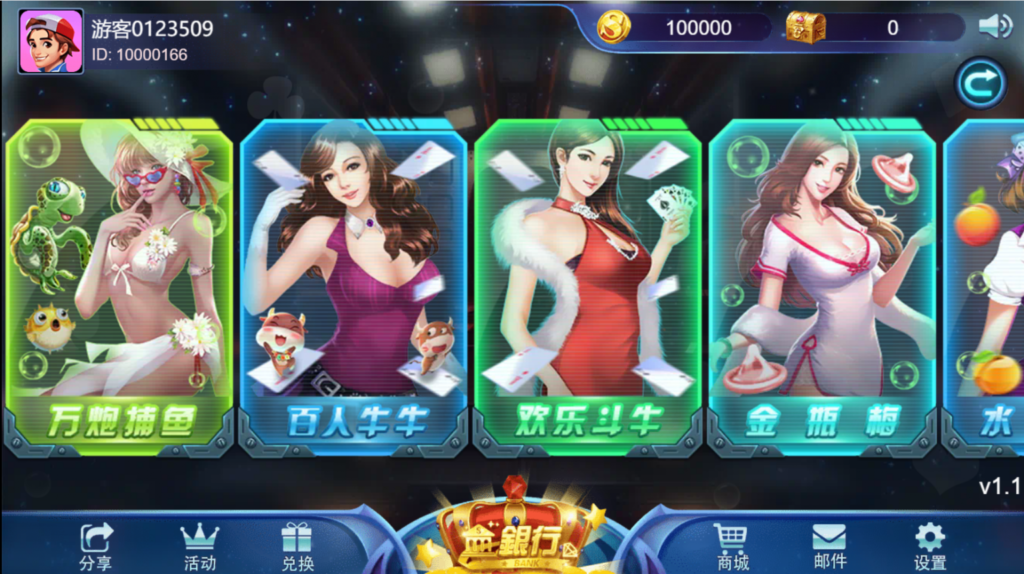 游客0123509
ID: 10000166
100000
0
万炮捕鱼
百人牛牛
欢乐斗牛
金瓶梅
水
v1.1
分享
活动
兑换
銀行
BANK
商城
邮件
设置